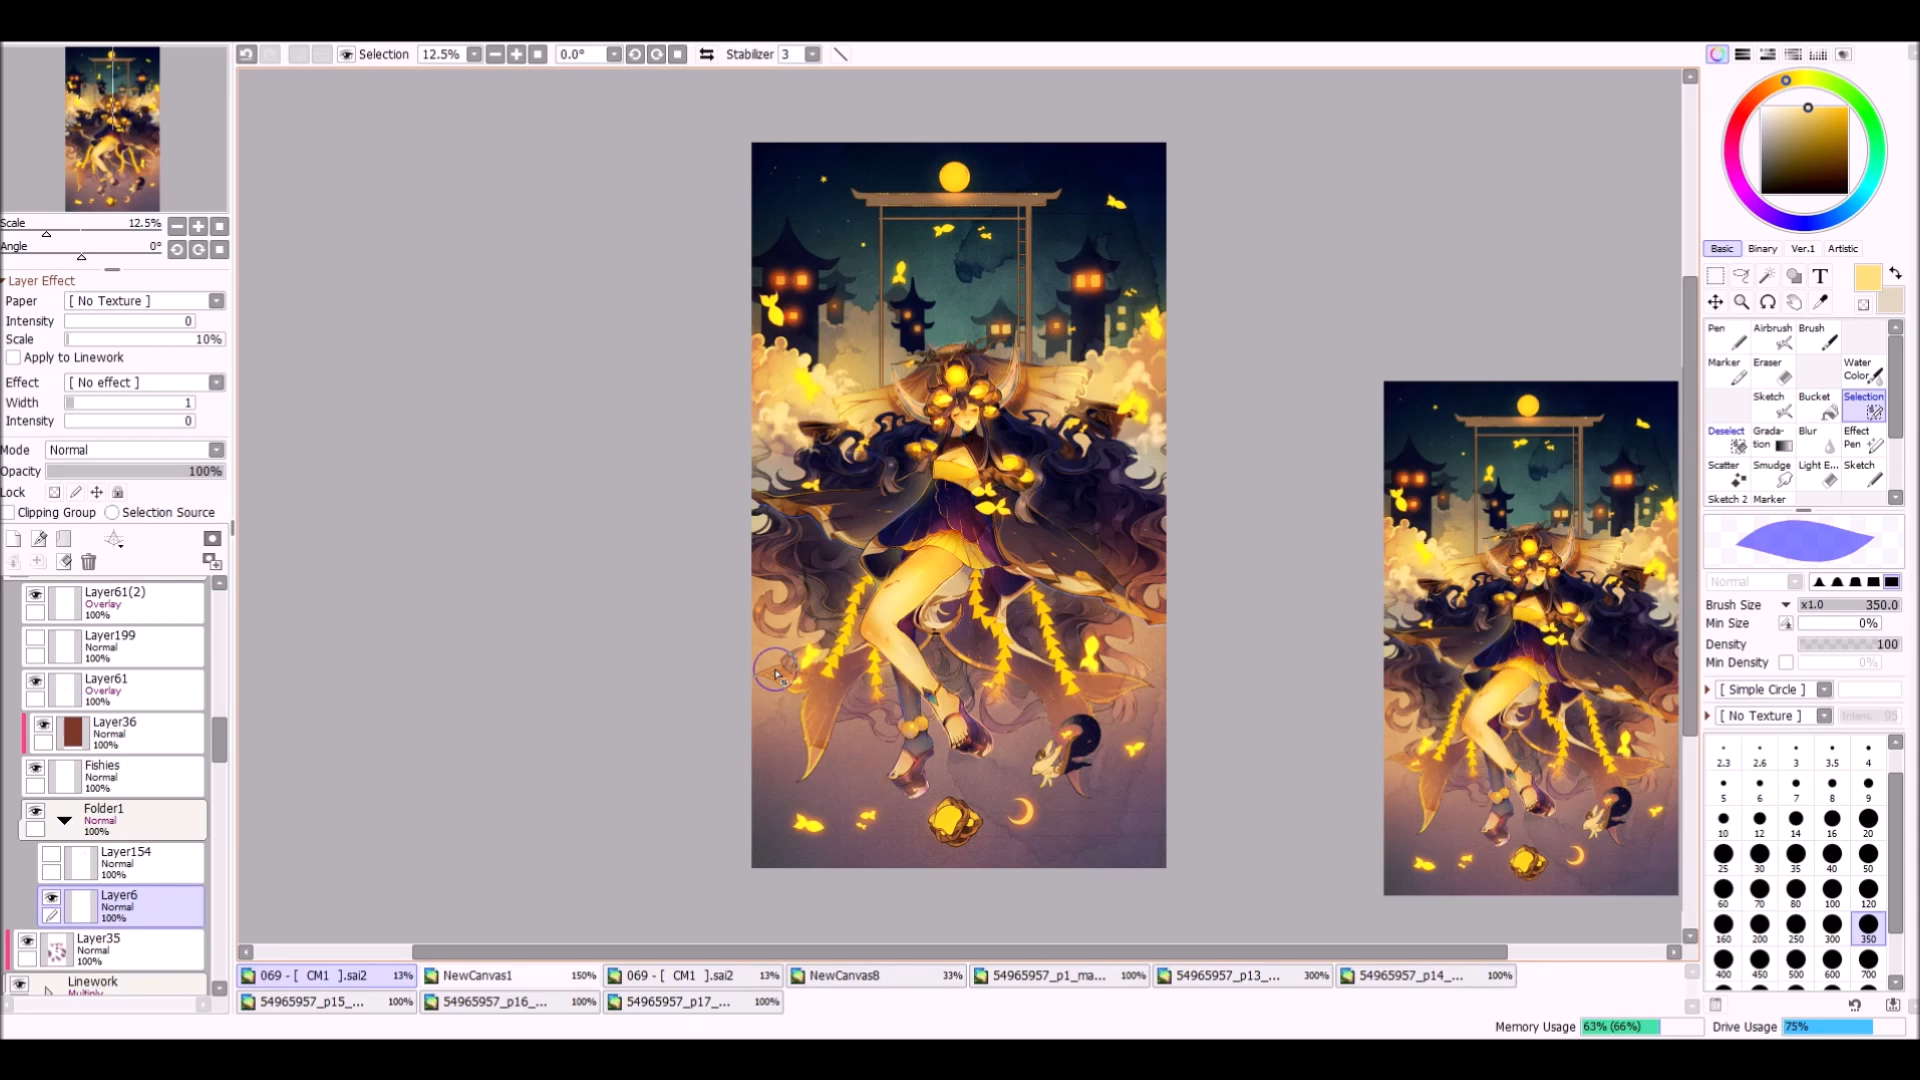 Selection 12.5% 0.0° Stabilizer 3
Scale 12.5%
Angle 0°
Layer Effect
Paper [ No Texture ]
Intensity 0
Scale 10%
Apply to Linework
Effect [ No effect ]
Width 1
Intensity 0
Mode Normal
Opacity 100%
Lock
Clipping Group Selection Source
Layer61(2)
Overlay
100%
Layer199
Normal
100%
Layer61
Overlay
100%
Layer36
Normal
100%
Fishies
Normal
100%
Folder1
Normal
100%
Layer154
Normal
100%
Layer6
Normal
100%
Layer35
Normal
100%
Linework
Multiply
069 - [ CM1 ].sai2 13%
NewCanvas1 150%
069 - [ CM1 ].sai2 13%
NewCanvas8 33%
54965957_p1_ma... 100%
54965957_p13_... 300%
54965957_p14_... 100%
54965957_p15_... 100%
54965957_p16_... 100%
54965957_p17_... 100%
Memory Usage 63% (66%) Drive Usage 75%
Basic Binary Ver.1 Artistic
T
Pen Airbrush Brush
Marker Eraser Water Color
Sketch Bucket Selection
Deselect Grada-tion Blur Effect Pen
Scatter Smudge Light E... Sketch
Sketch 2 Marker
Normal
Brush Size x1.0 350.0
Min Size 0%
Density 100
Min Density 0%
[ Simple Circle ]
[ No Texture ] Intens. 95
2.3 2.6 3 3.5 4
5 6 7 8 9
10 12 14 16 20
25 30 35 40 50
60 70 80 100 120
160 200 250 300 350
400 450 500 600 700